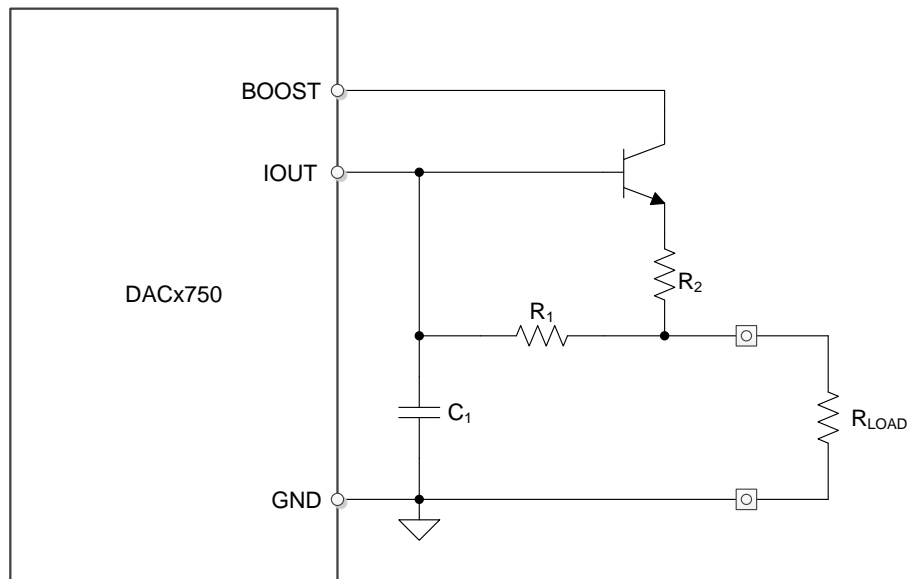 BOOST
IOUT
DACx750
R2
R1
C1
RLOAD
GND